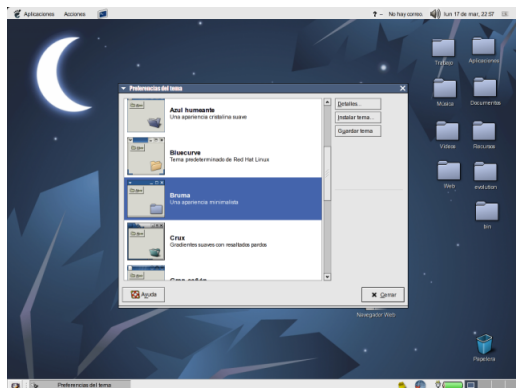 Aplicaciones Acciones ? - No hay correo. lun 17 de mar, 22:57
Trabajo Aplicaciones
Preferencias del tema
Azul humeante
Una apariencia cristalina suave
Bluecurve
Tema predeterminado de Red Hat Linux
Bruma
Una apariencia minimalista
Crux
Gradientes suaves con resaltados pardos
Detalles...
Instalar tema...
Guardar tema
Música Documentos
Vídeos Recursos
Web evolution
bin
Ayuda
Cerrar
Navegador Web
Papelera
Preferencias del tema